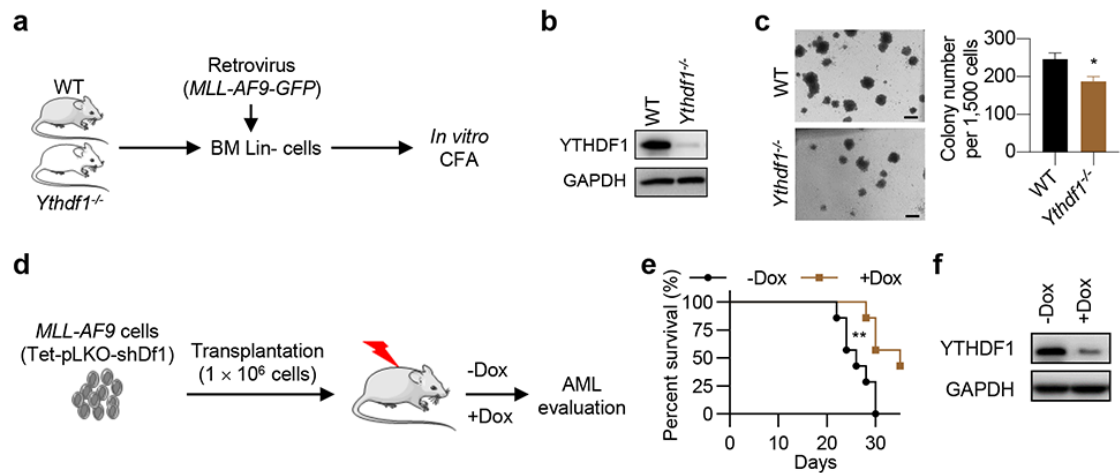 a
WT
Ythdf1-/-
Retrovirus
(MLL-AF9-GFP)
BM Lin- cells
In vitro
CFA
b
WT
Ythdf1-/-
YTHDF1
GAPDH
c
WT
Ythdf1-/-
Colony number
per 1,500 cells
300
200
100
0
*
WT
Ythdf1-/-
d
MLL-AF9 cells
(Tet-pLKO-shDf1)
Transplantation
(1 × 10⁶ cells)
-Dox
+Dox
AML
evaluation
e
-Dox
+Dox
Percent survival (%)
100
75
50
25
0
**
0
10
20
30
Days
f
-Dox
+Dox
YTHDF1
GAPDH